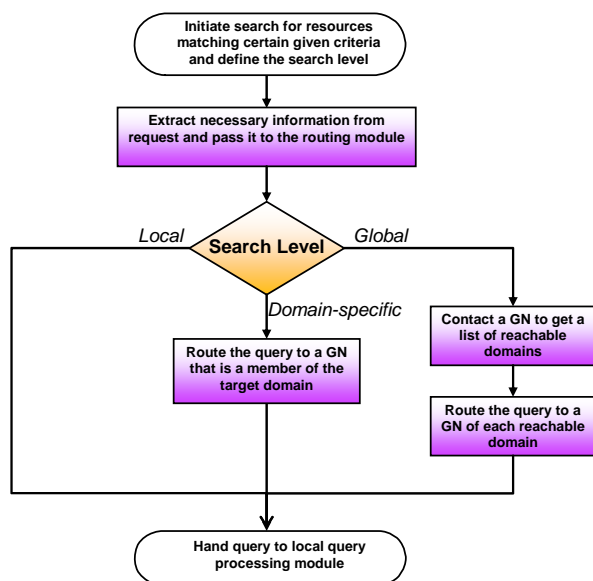 Initiate search for resources
matching certain given criteria
and define the search level
Extract necessary information from
request and pass it to the routing module
Local
Search Level
Global
Domain-specific
Route the query to a GN
that is a member of the
target domain
Contact a GN to get a
list of reachable
domains
Route the query to a
GN of each reachable
domain
Hand query to local query
processing module